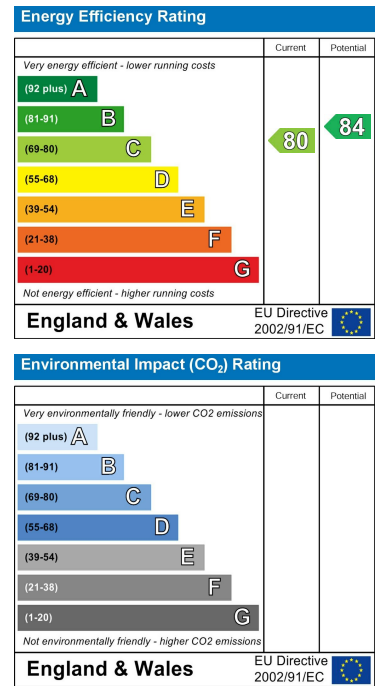 Energy Efficiency Rating
Current Potential
Very energy efficient - lower running costs
(92 plus) A
(81-91) B
(69-80) C
(55-68) D
(39-54) E
(21-38) F
(1-20) G
80
84
Not energy efficient - higher running costs
England & Wales
EU Directive
2002/91/EC
Environmental Impact (CO₂) Rating
Current Potential
Very environmentally friendly - lower CO2 emissions
(92 plus) A
(81-91) B
(69-80) C
(55-68) D
(39-54) E
(21-38) F
(1-20) G
Not environmentally friendly - higher CO2 emissions
England & Wales
EU Directive
2002/91/EC